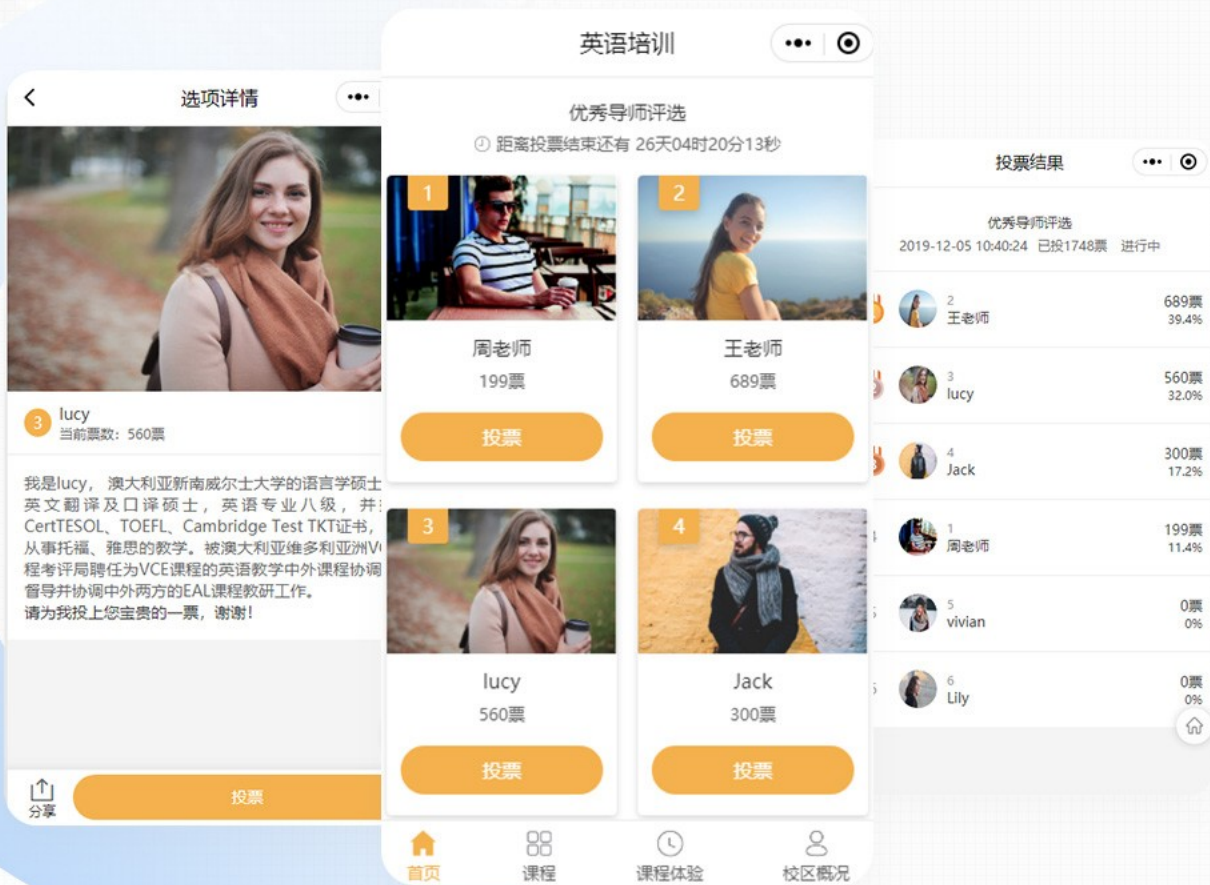 选项详情
3
lucy
当前票数：560票
我是lucy， 澳大利亚新南威尔士大学的语言学硕士
英文翻译及口译硕士，英语专业八级，并
CertTESOL、TOEFL、Cambridge Test TKT证书，
从事托福、雅思的教学。被澳大利亚维多利亚洲V
程考评局聘任为VCE课程的英语教学中外课程协调
督导并协调中外两方的EAL课程教研工作。
请为我投上您宝贵的一票，谢谢！
分享
投票
英语培训
优秀导师评选
距离投票结束还有 26天04时20分13秒
1
周老师
199票
投票
2
王老师
689票
投票
3
lucy
560票
投票
4
Jack
300票
投票
首页
课程
课程体验
校区概况
投票结果
优秀导师评选
2019-12-05 10:40:24 已投1748票 进行中
2
王老师
689票
39.4%
3
lucy
560票
32.0%
4
Jack
300票
17.2%
1
周老师
199票
11.4%
5
vivian
0票
0%
6
Lily
0票
0%